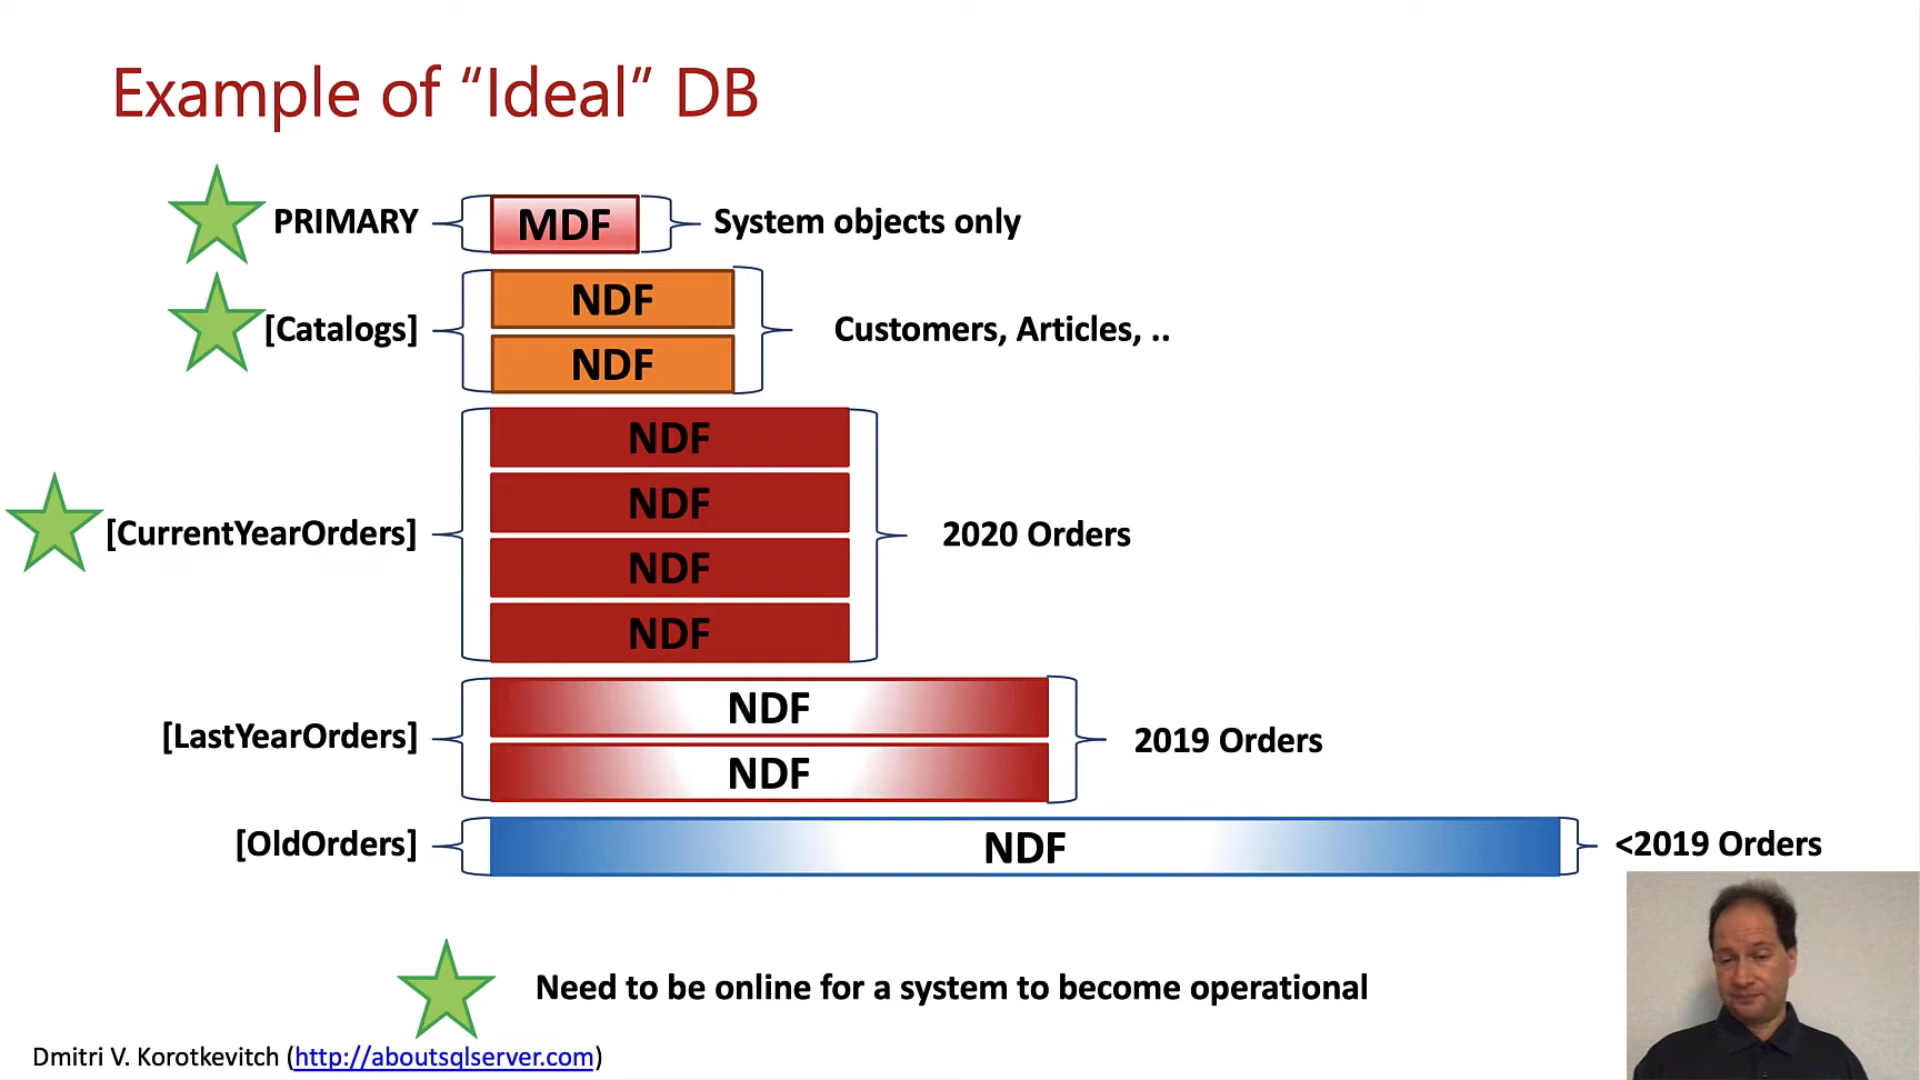 Example of “Ideal” DB
PRIMARY
MDF
System objects only
[Catalogs]
NDF
NDF
Customers, Articles, ..
[CurrentYearOrders]
NDF
NDF
NDF
NDF
2020 Orders
[LastYearOrders]
NDF
NDF
2019 Orders
[OldOrders]
NDF
<2019 Orders
Need to be online for a system to become operational
Dmitri V. Korotkevitch (http://aboutsqlserver.com)